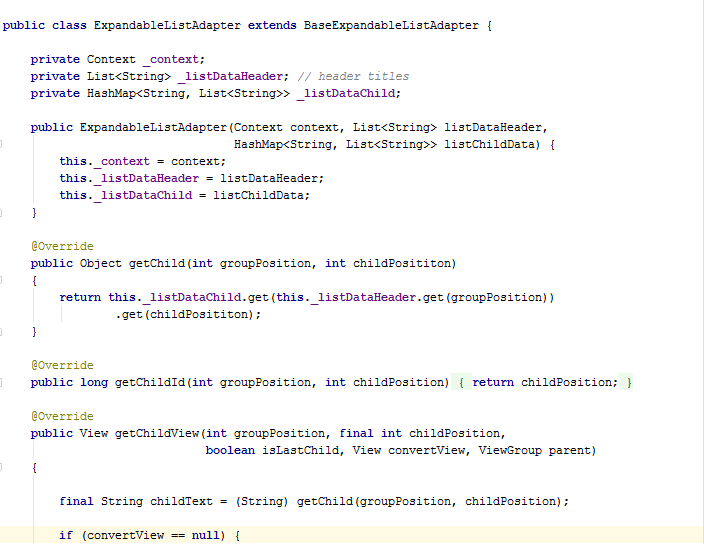 public class ExpandableListAdapter extends BaseExpandableListAdapter {
private Context _context;
private List<String> _listDataHeader; // header titles
private HashMap<String, List<String>> _listDataChild;
public ExpandableListAdapter(Context context, List<String> listDataHeader,
HashMap<String, List<String>> listChildData) {
this._context = context;
this._listDataHeader = listDataHeader;
this._listDataChild = listChildData;
}
@Override
public Object getChild(int groupPosition, int childPosititon)
{
return this._listDataChild.get(this._listDataHeader.get(groupPosition))
.get(childPosititon);
}
@Override
public long getChildId(int groupPosition, int childPosition) { return childPosition; }
@Override
public View getChildView(int groupPosition, final int childPosition,
boolean isLastChild, View convertView, ViewGroup parent)
{
final String childText = (String) getChild(groupPosition, childPosition);
if (convertView == null) {